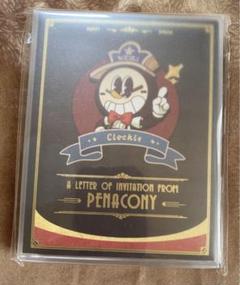 Clockie
A LETTER OF INVITATION FROM
PENACONY